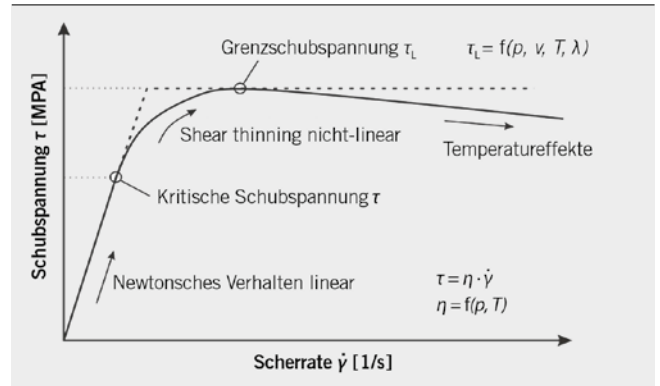 Grenzschubspannung τL
τL = f(p, v, T, λ)
Schubspannung τ [MPA]
Shear thinning nicht-linear
Temperatureffekte
Kritische Schubspannung τ
Newtonsches Verhalten linear
τ = η · γ̇
η = f(p, T)
Scherrate γ̇ [1/s]